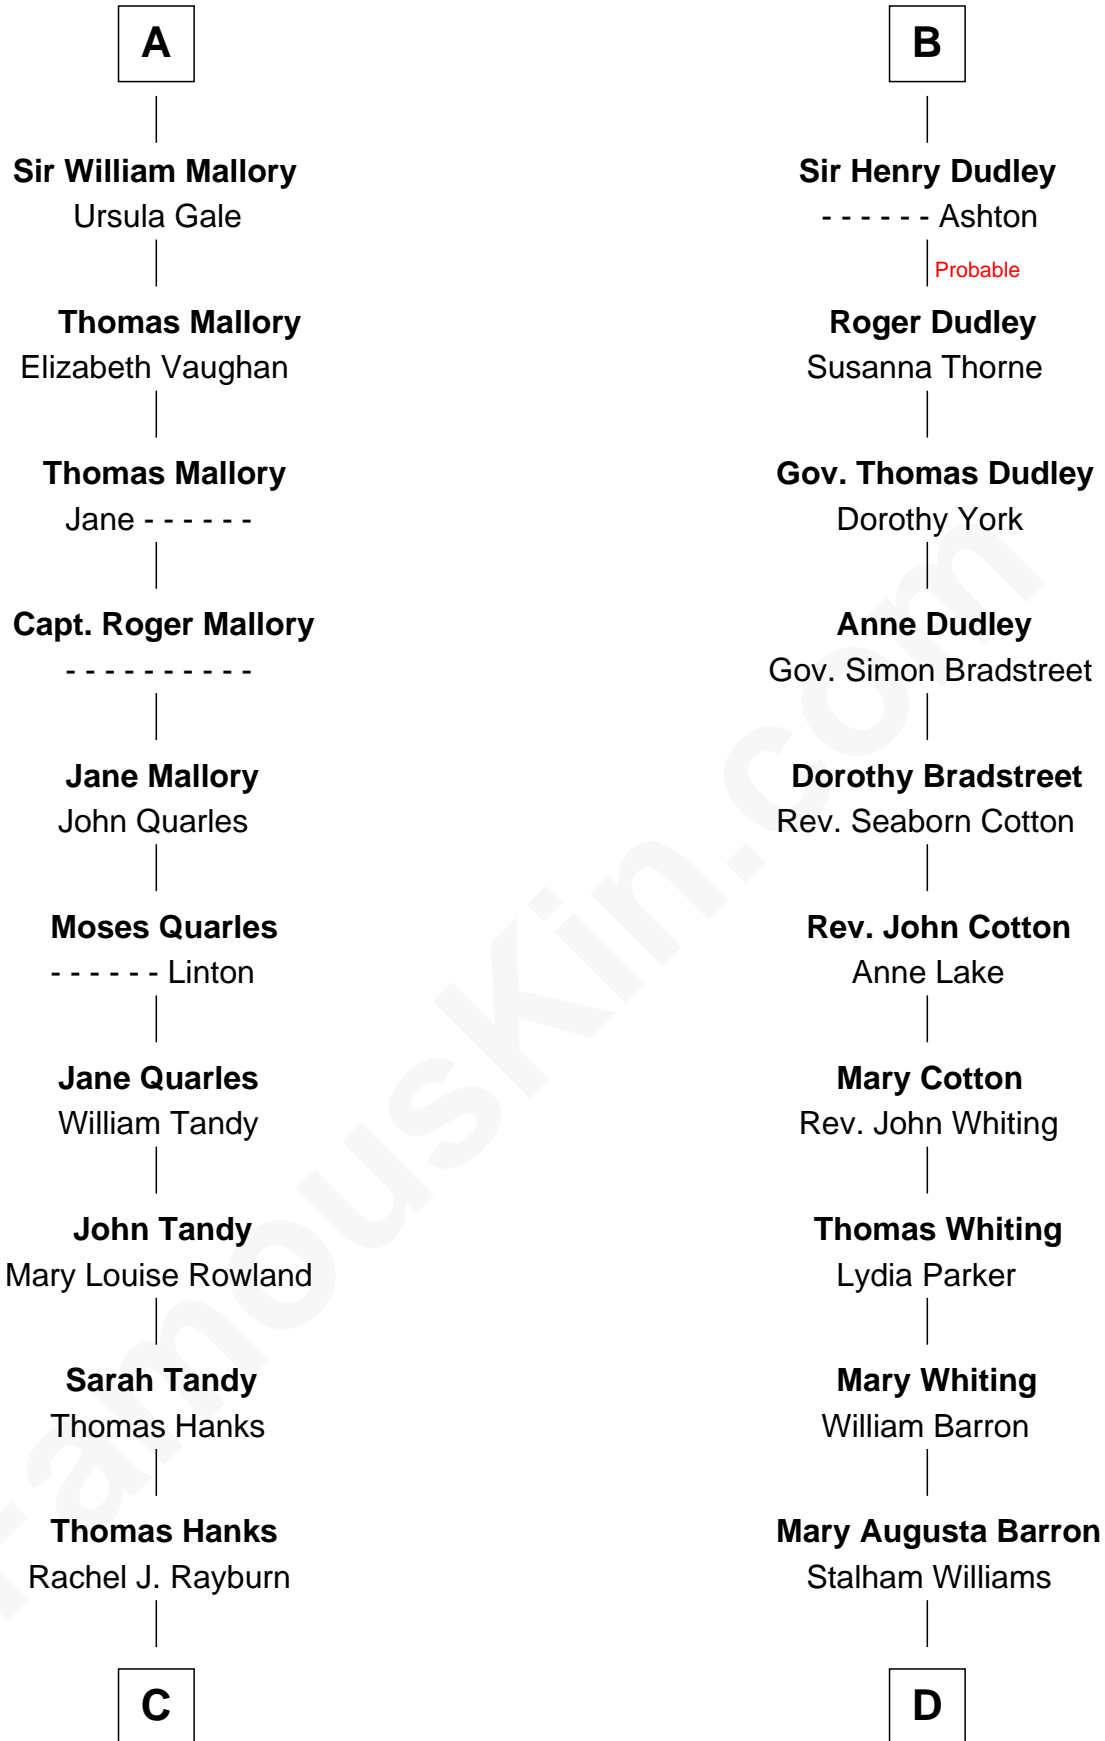 A
Sir William Mallory
Ursula Gale
Thomas Mallory
Elizabeth Vaughan
Thomas Mallory
Jane - - - - - -
Capt. Roger Mallory
- - - - - - - - - -
Jane Mallory
John Quarles
Moses Quarles
- - - - - - Linton
Jane Quarles
William Tandy
John Tandy
Mary Louise Rowland
Sarah Tandy
Thomas Hanks
Thomas Hanks
Rachel J. Rayburn
C
B
Sir Henry Dudley
- - - - - - Ashton
Probable
Roger Dudley
Susanna Thorne
Gov. Thomas Dudley
Dorothy York
Anne Dudley
Gov. Simon Bradstreet
Dorothy Bradstreet
Rev. Seaborn Cotton
Rev. John Cotton
Anne Lake
Mary Cotton
Rev. John Whiting
Thomas Whiting
Lydia Parker
Mary Whiting
William Barron
Mary Augusta Barron
Stalham Williams
D
FamousKin.com